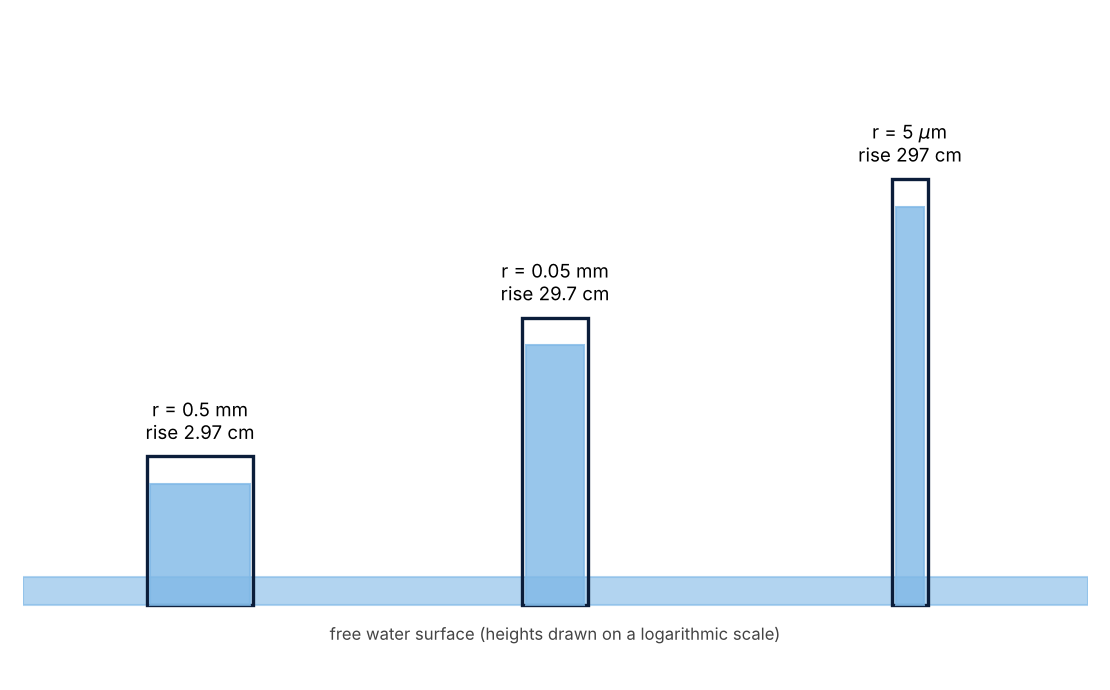 r = 5 μm
rise 297 cm
r = 0.05 mm
rise 29.7 cm
r = 0.5 mm
rise 2.97 cm
free water surface (heights drawn on a logarithmic scale)